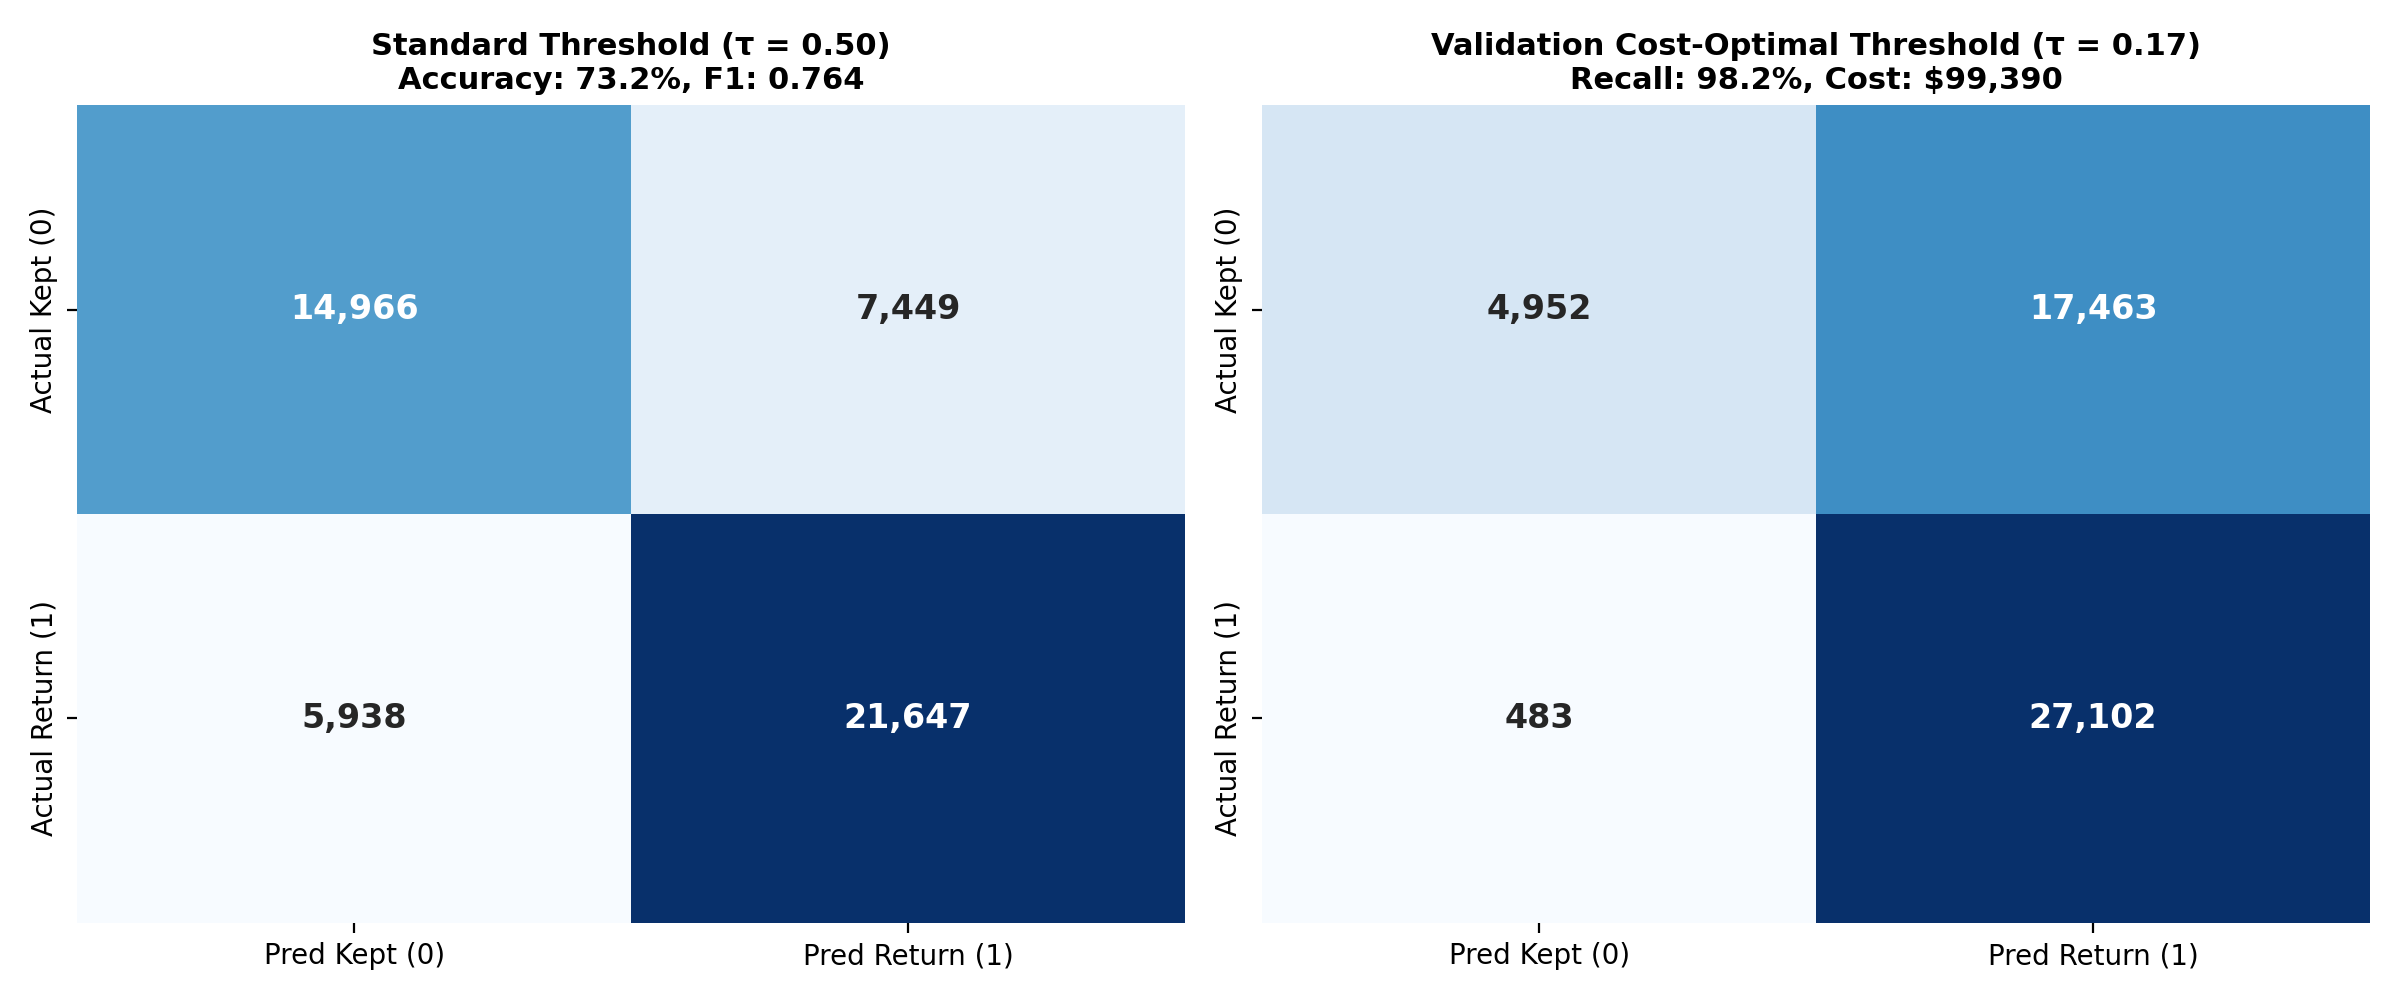 Standard Threshold (τ = 0.50)
Accuracy: 73.2%, F1: 0.764
Actual Kept (0)
14,966
7,449
Actual Return (1)
5,938
21,647
Pred Kept (0)
Pred Return (1)
Validation Cost-Optimal Threshold (τ = 0.17)
Recall: 98.2%, Cost: $99,390
Actual Kept (0)
4,952
17,463
Actual Return (1)
483
27,102
Pred Kept (0)
Pred Return (1)